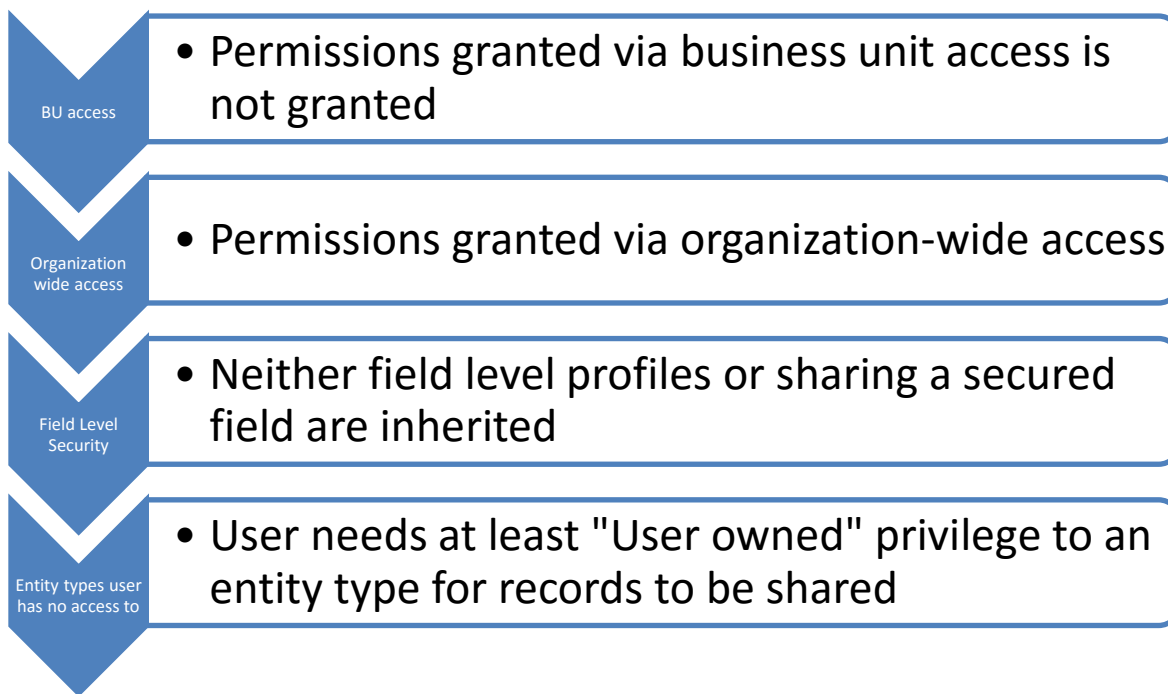 BU access
• Permissions granted via business unit access is
not granted
Organization
wide access
• Permissions granted via organization-wide access
Field Level
Security
• Neither field level profiles or sharing a secured
field are inherited
Entity types user
has no access to
• User needs at least "User owned" privilege to an
entity type for records to be shared